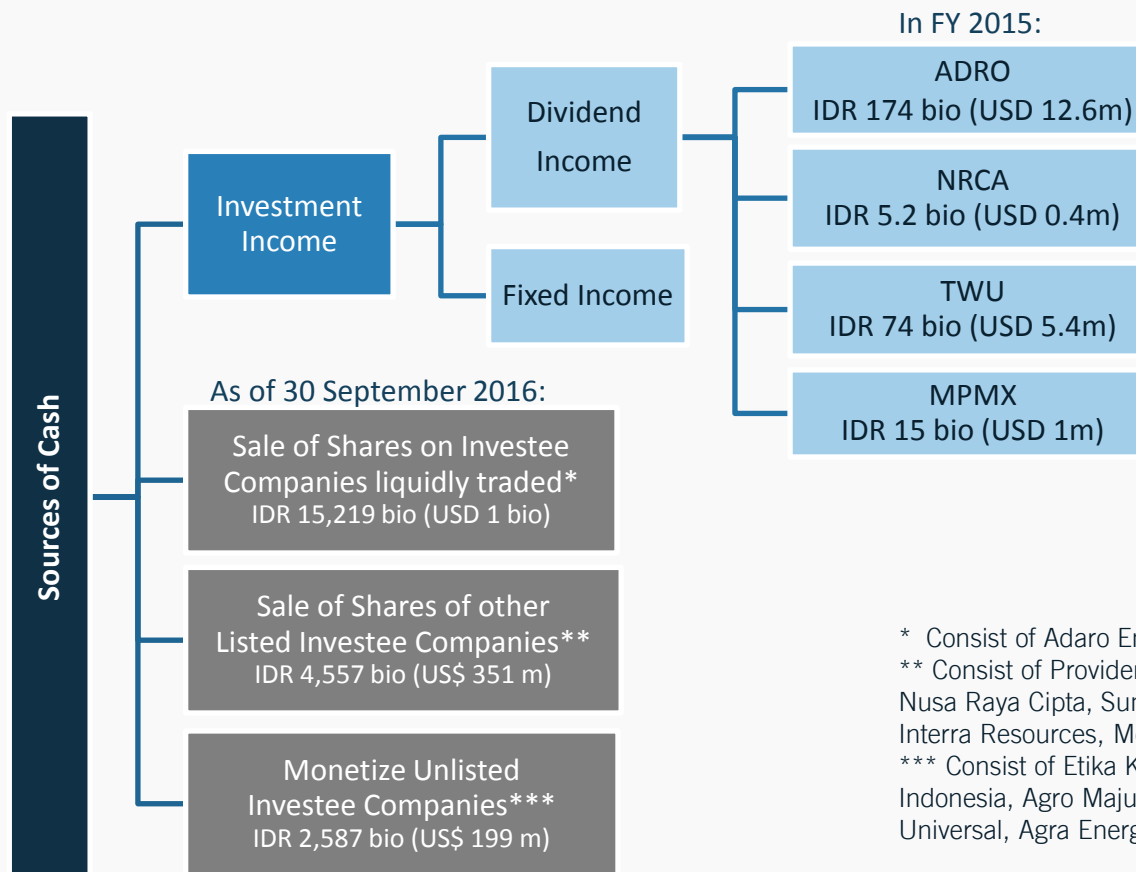 In FY 2015:
ADRO
IDR 174 bio (USD 12.6m)
Dividend
Income
NRCA
IDR 5.2 bio (USD 0.4m)
Investment
Income
Fixed Income
TWU
IDR 74 bio (USD 5.4m)
MPMX
IDR 15 bio (USD 1m)
Sources of Cash
As of 30 September 2016:
Sale of Shares on Investee
Companies liquidly traded*
IDR 15,219 bio (USD 1 bio)
Sale of Shares of other
Listed Investee Companies**
IDR 4,557 bio (US$ 351 m)
Monetize Unlisted
Investee Companies***
IDR 2,587 bio (US$ 199 m)
* Consist of Adaro
** Consist of
Nusa Raya Cipta,
Interra Resources,
*** Consist of Etika
Indonesia, Agro
Universal, Agra